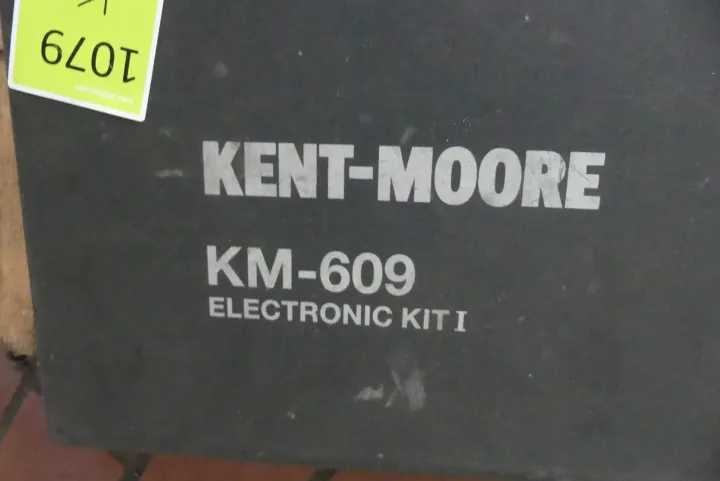 1079
KENT-MOORE
KM-609
ELECTRONIC KIT I